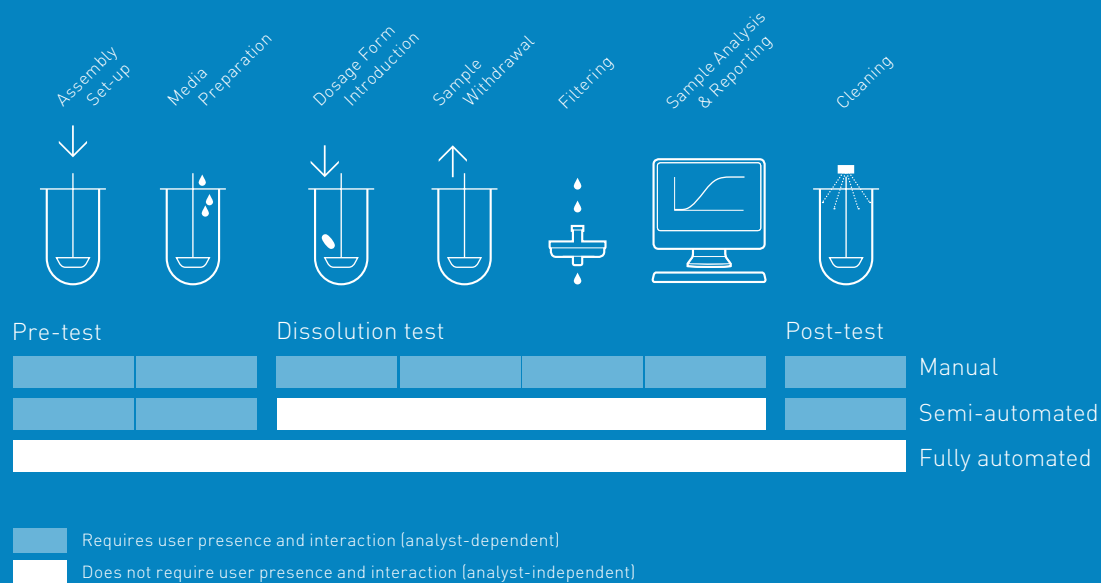 Assembly
Set-up
Media
Preparation
Dosage Form
Introduction
Sample
Withdrawal
Filtering
Sample Analysis
& Reporting
Cleaning
Pre-test
Dissolution test
Post-test
Manual
Semi-automated
Fully automated
Requires user presence and interaction (analyst-dependent)
Does not require user presence and interaction (analyst-independent)